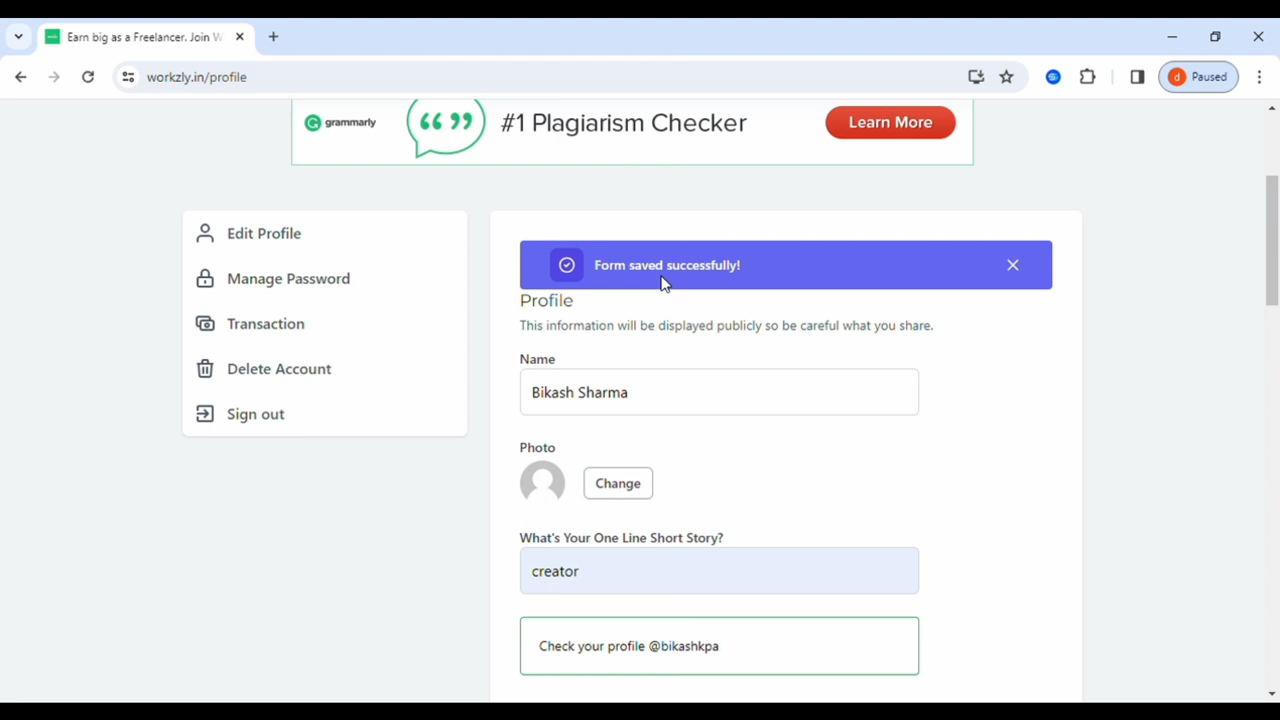 Earn big as a Freelancer. Join W
workzly.in/profile
d Paused
grammarly
#1 Plagiarism Checker
Learn More
Edit Profile
Manage Password
Transaction
Delete Account
Sign out
Form saved successfully!
Profile
This information will be displayed publicly so be careful what you share.
Name
Bikash Sharma
Photo
Change
What's Your One Line Short Story?
creator
Check your profile @bikashkpa